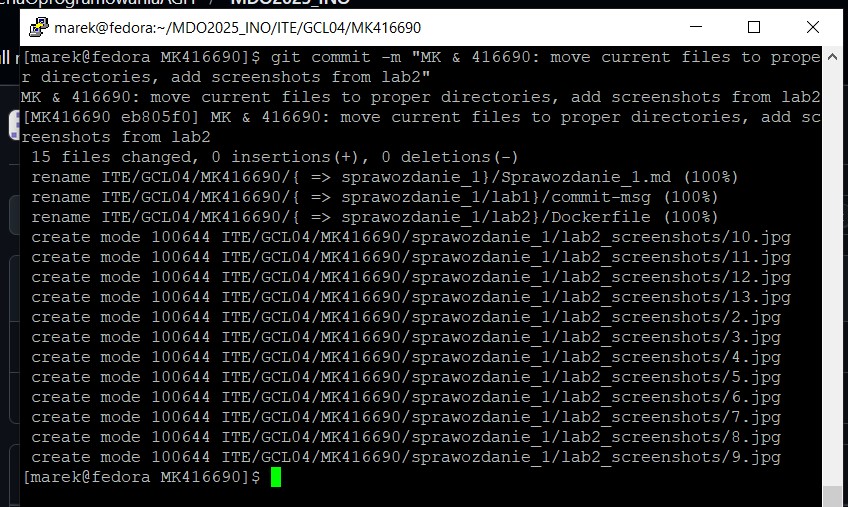 MDO2025_INO
marek@fedora:~/MDO2025_INO/ITE/GCL04/MK416690
[marek@fedora MK416690]$ git commit -m "MK & 416690: move current files to prope
r directories, add screenshots from lab2"
MK & 416690: move current files to proper directories, add screenshots from lab2
[MK416690 eb805f0] MK & 416690: move current files to proper directories, add sc
reenshots from lab2
 15 files changed, 0 insertions(+), 0 deletions(-)
 rename ITE/GCL04/MK416690/{ => sprawozdanie_1}/Sprawozdanie_1.md (100%)
 rename ITE/GCL04/MK416690/{ => sprawozdanie_1/lab1}/commit-msg (100%)
 rename ITE/GCL04/MK416690/{ => sprawozdanie_1/lab2}/Dockerfile (100%)
 create mode 100644 ITE/GCL04/MK416690/sprawozdanie_1/lab2_screenshots/10.jpg
 create mode 100644 ITE/GCL04/MK416690/sprawozdanie_1/lab2_screenshots/11.jpg
 create mode 100644 ITE/GCL04/MK416690/sprawozdanie_1/lab2_screenshots/12.jpg
 create mode 100644 ITE/GCL04/MK416690/sprawozdanie_1/lab2_screenshots/13.jpg
 create mode 100644 ITE/GCL04/MK416690/sprawozdanie_1/lab2_screenshots/2.jpg
 create mode 100644 ITE/GCL04/MK416690/sprawozdanie_1/lab2_screenshots/3.jpg
 create mode 100644 ITE/GCL04/MK416690/sprawozdanie_1/lab2_screenshots/4.jpg
 create mode 100644 ITE/GCL04/MK416690/sprawozdanie_1/lab2_screenshots/5.jpg
 create mode 100644 ITE/GCL04/MK416690/sprawozdanie_1/lab2_screenshots/6.jpg
 create mode 100644 ITE/GCL04/MK416690/sprawozdanie_1/lab2_screenshots/7.jpg
 create mode 100644 ITE/GCL04/MK416690/sprawozdanie_1/lab2_screenshots/8.jpg
 create mode 100644 ITE/GCL04/MK416690/sprawozdanie_1/lab2_screenshots/9.jpg
[marek@fedora MK416690]$